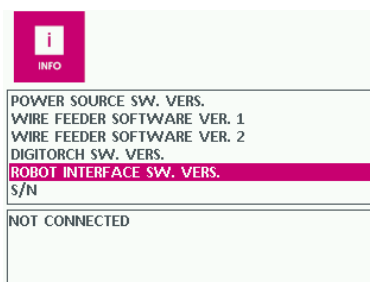 i
INFO
POWER SOURCE SW. VERS.
WIRE FEEDER SOFTWARE VER. 1
WIRE FEEDER SOFTWARE VER. 2
DIGITORCH SW. VERS.
ROBOT INTERFACE SW. VERS.
S/N
NOT CONNECTED